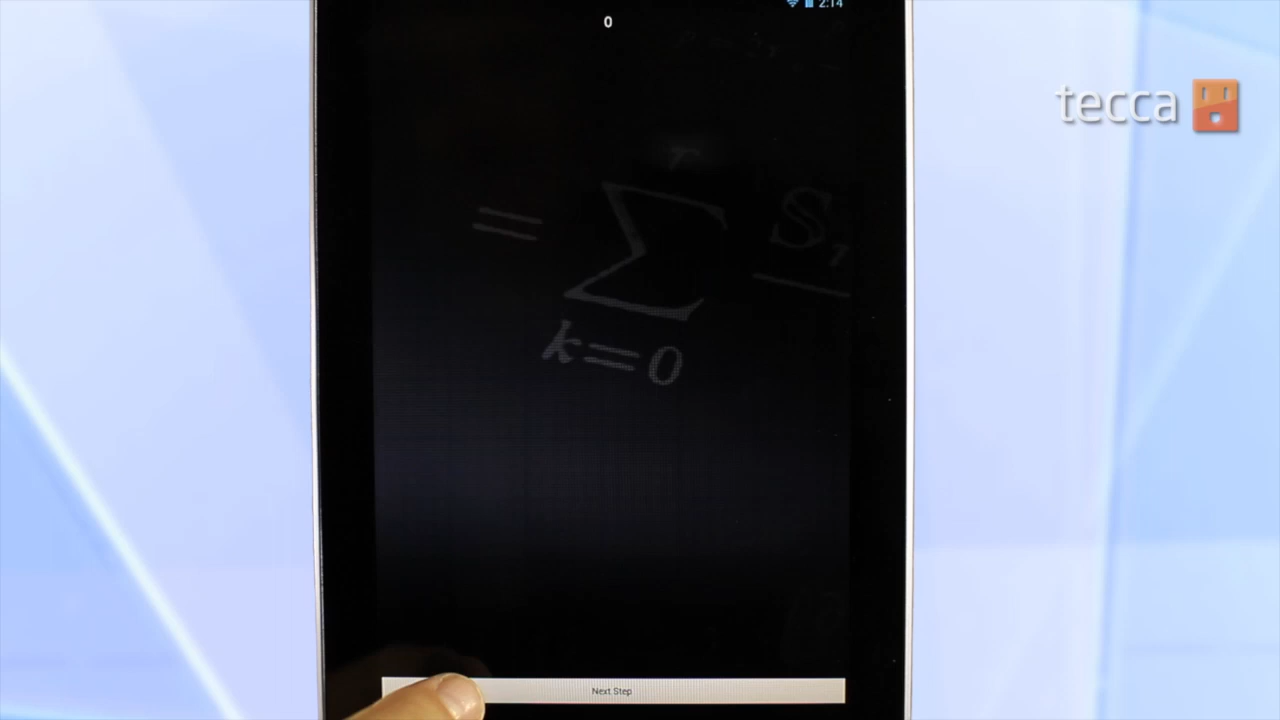 2:14
0
tecca
T
= Σ S
k=0
Next Step